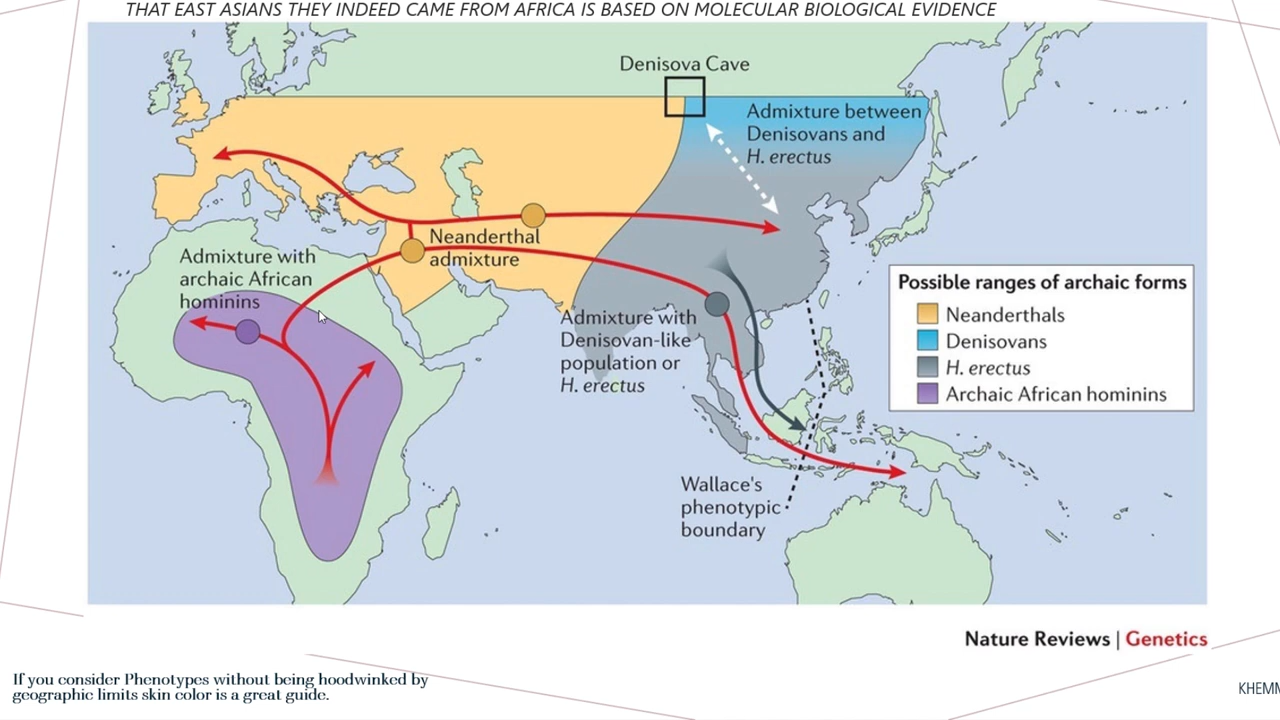 THAT EAST ASIANS THEY INDEED CAME FROM AFRICA IS BASED ON MOLECULAR BIOLOGICAL EVIDENCE
Denisova Cave
Admixture between
Denisovans and
H. erectus
Neanderthal
admixture
Admixture with
archaic African
hominins
Possible ranges of archaic forms
Neanderthals
Denisovans
H. erectus
Archaic African hominins
Admixture with
Denisovan-like
population or
H. erectus
Wallace's
phenotypic
boundary
Nature Reviews | Genetics
If you consider Phenotypes without being hoodwinked by
geographic limits skin color is a great guide.